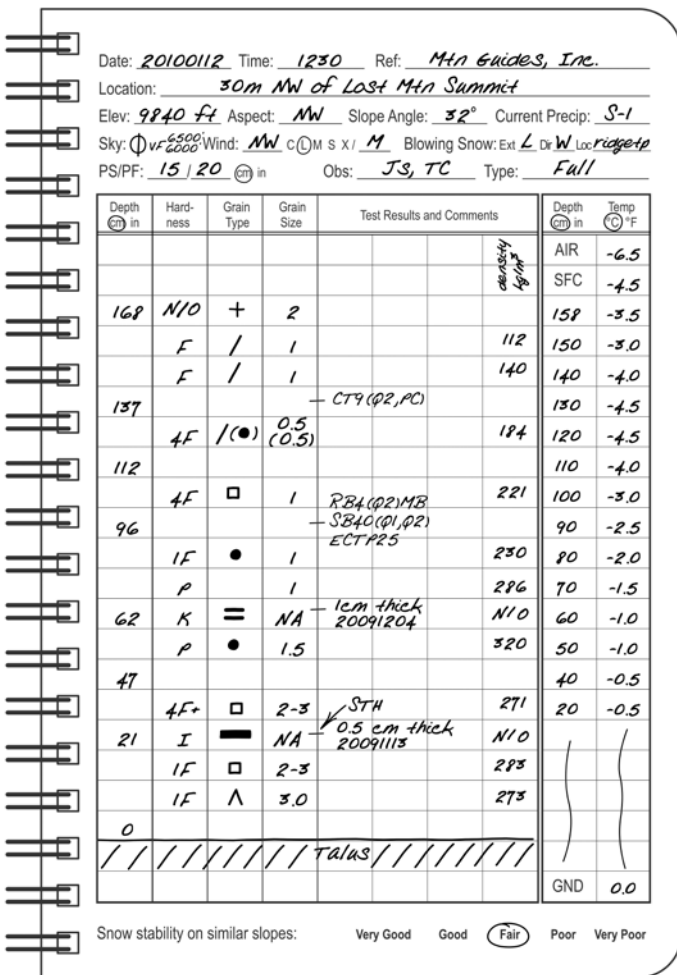 Date: 20100112 Time: 1230 Ref: Mtn Guides, Inc.
Location: 30m NW of Lost Mtn Summit
Elev: 9840 ft Aspect: NW Slope Angle: 32° Current Precip: S-1
Sky: VF 6500' 6000 Wind: NW C L M S X / M Blowing Snow: Ext L Dir W Loc ridgetp
PS/PF: 15 / 20 cm in Obs: JS, TC Type: Full
Depth cm in Hardness Grain Type Grain Size Test Results and Comments density kg/m³ Depth cm in Temp °C °F
AIR -6.5
SFC -4.5
168 N/O + 2 158 -3.5
F / 1 112 150 -3.0
F / 1 140 140 -4.0
137 — CT9 (Q2, PC) 130 -4.5
4F / (●) 0.5 (0.5) 184 120 -4.5
112 110 -4.0
4F □ 1 RB4 (Q2) MB 221 100 -3.0
96 — SB40 (Q1, Q2) 90 -2.5
ECTP25
1F ● 1 230 80 -2.0
P 1 286 70 -1.5
62 K = NA — 1cm thick 20091204 N/O 60 -1.0
P ● 1.5 320 50 -1.0
47 40 -0.5
4F+ □ 2-3 STH 271 20 -0.5
21 I ▬ NA — 0.5 cm thick 20091113 N/O
1F □ 2-3 283
1F Λ 3.0 273
0
Talus
GND 0.0
Snow stability on similar slopes: Very Good Good Fair Poor Very Poor